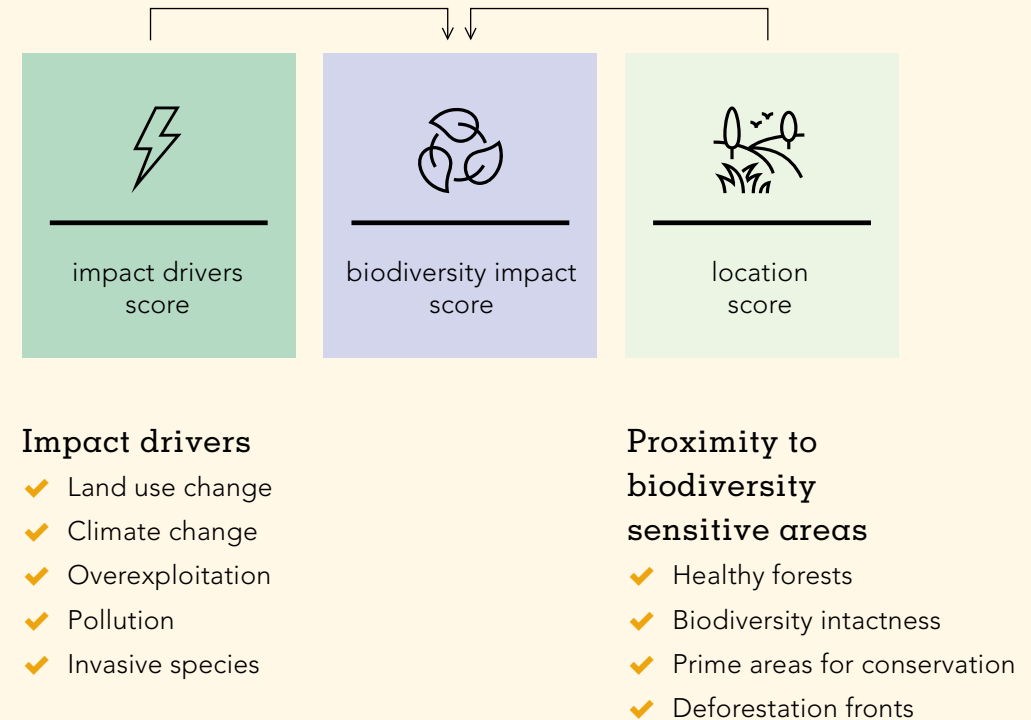 impact drivers
score
biodiversity impact
score
location
score
Impact drivers
Land use change
Climate change
Overexploitation
Pollution
Invasive species
Proximity to
biodiversity
sensitive areas
Healthy forests
Biodiversity intactness
Prime areas for conservation
Deforestation fronts